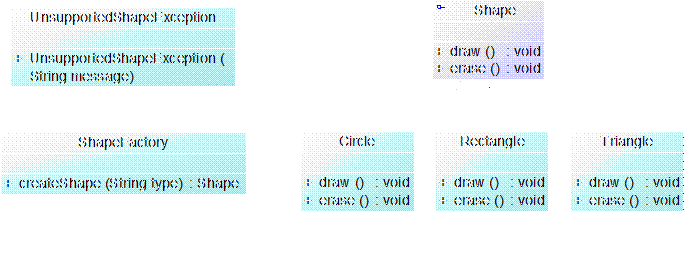 UnsupportedShapeException
UnsupportedShapeException (
String message)
Shape
draw () : void
erase () : void
ShapeFactory
createShape (String type) : Shape
Circle
draw () : void
erase () : void
Rectangle
draw () : void
erase () : void
Triangle
draw () : void
erase () : void